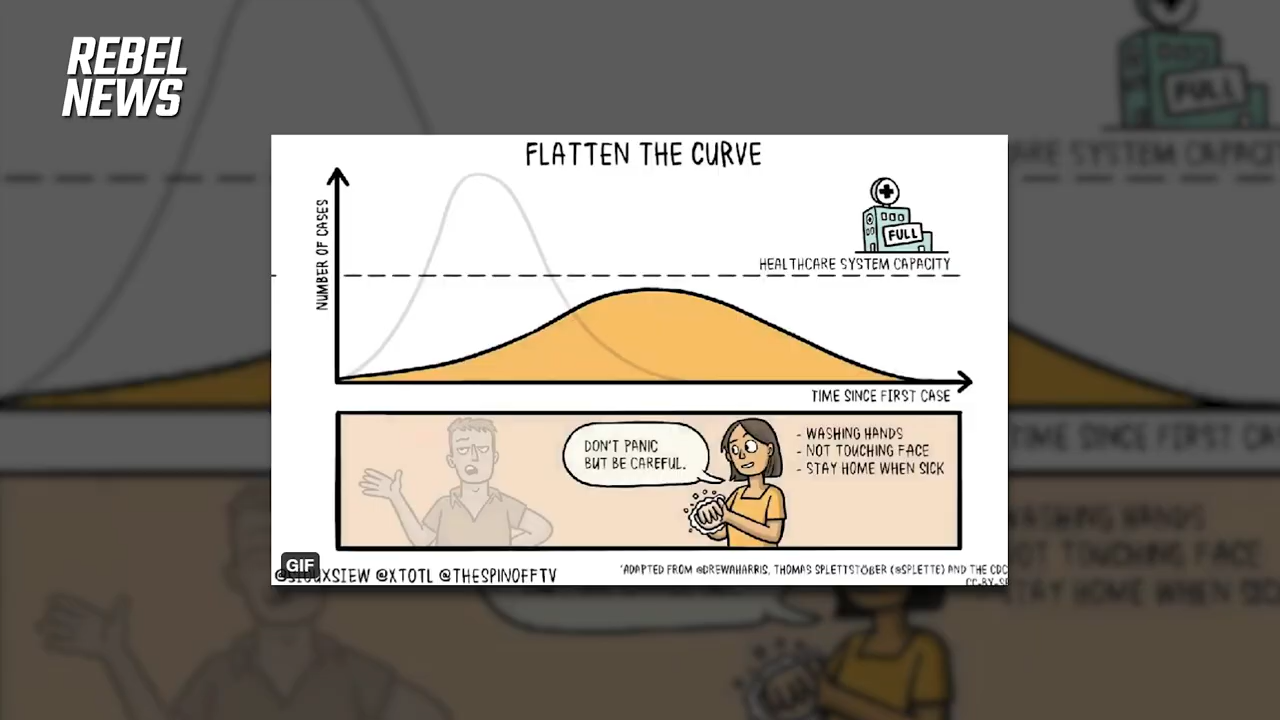 REBEL
NEWS
FLATTEN THE CURVE
NUMBER OF CASES
FULL
HEALTHCARE SYSTEM CAPACITY
TIME SINCE FIRST CASE
DON'T PANIC
BUT BE CAREFUL.
- WASHING HANDS
- NOT TOUCHING FACE
- STAY HOME WHEN SICK
GIF
@XTOTL @THESPINOFFTV
*ADAPTED FROM @DREWAHARRIS, THOMAS SPLETTSTÖßER (@SPLETTE) AND THE CDC